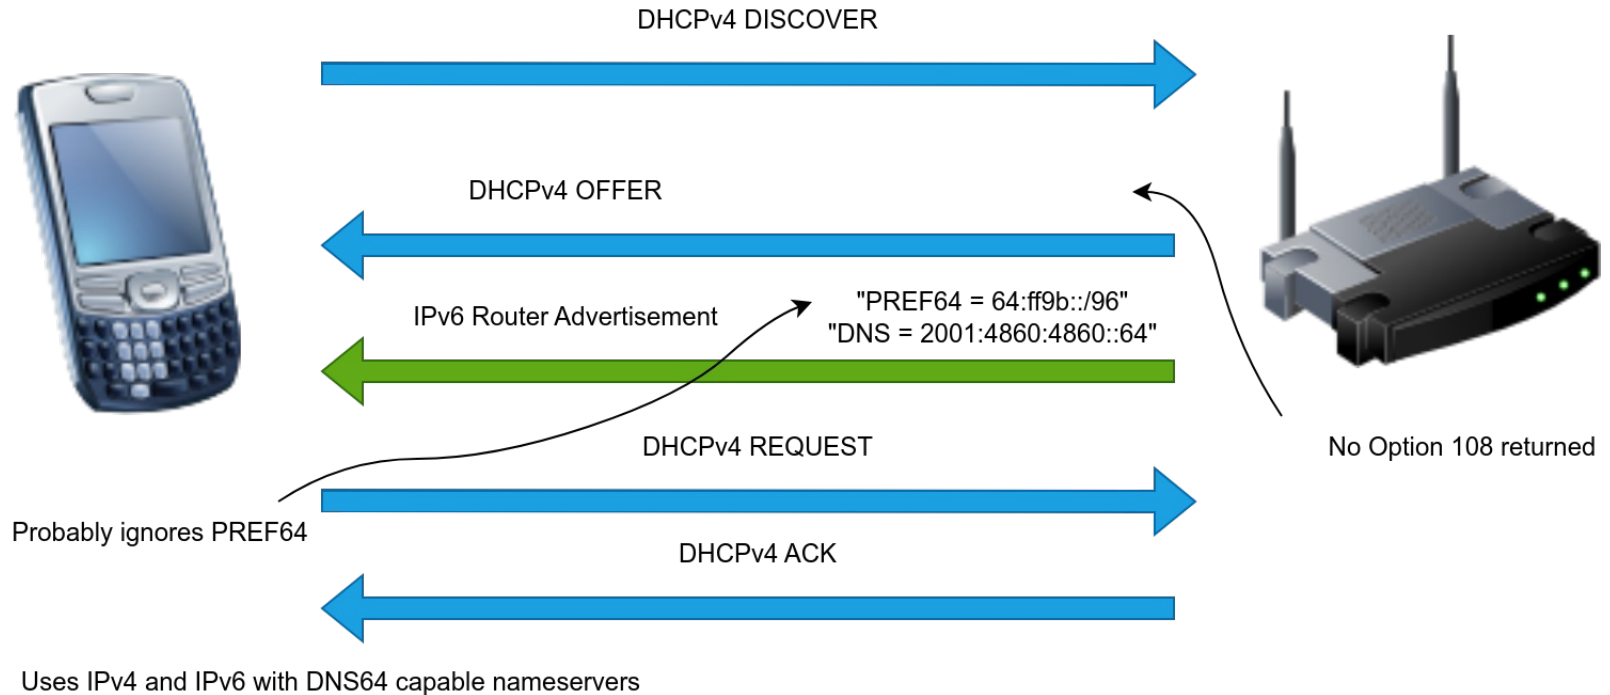 DHCPv4 DISCOVER
DHCPv4 OFFER
IPv6 Router Advertisement
"PREF64 = 64:ff9b::/96"
"DNS = 2001:4860:4860::64"
DHCPv4 REQUEST
No Option 108 returned
Probably ignores PREF64
DHCPv4 ACK
Uses IPv4 and IPv6 with DNS64 capable nameservers